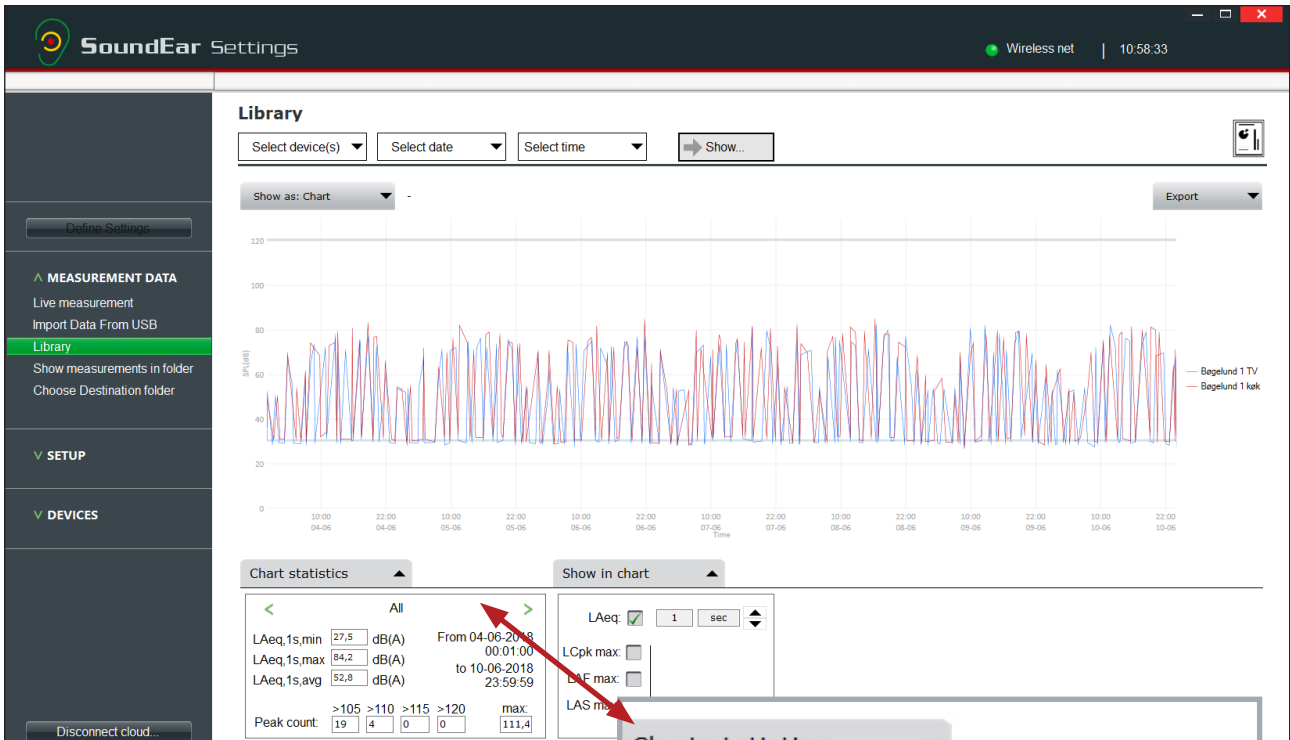 SoundEar Settings
Wireless net | 10:58:33
Library
Select device(s) Select date Select time Show...
Show as: Chart - Export
Define Settings
MEASUREMENT DATA
Live measurement
Import Data From USB
Library
Show measurements in folder
Choose Destination folder
SETUP
DEVICES
Disconnect cloud...
120
100
80
60
40
20
0
SPL[dB]
10:00 22:00 10:00 22:00 10:00 22:00 10:00 22:00 10:00 22:00 10:00 22:00 10:00 22:00
04-06 04-06 05-06 05-06 06-06 06-06 07-06 07-06 08-06 08-06 09-06 09-06 10-06 10-06
Time
Bøgelund 1 TV
Bøgelund 1 køk
Chart statistics
< All >
LAeq,1s,min 27,5 dB(A) From 04-06-2018
00:01:00
LAeq,1s,max 84,2 dB(A)
to 10-06-2018
LAeq,1s,avg 52,8 dB(A) 23:59:59
>105 >110 >115 >120 max:
Peak count: 19 4 0 0 111,4
Show in chart
LAeq: 1 sec
LCpk max:
LAF max:
LAS